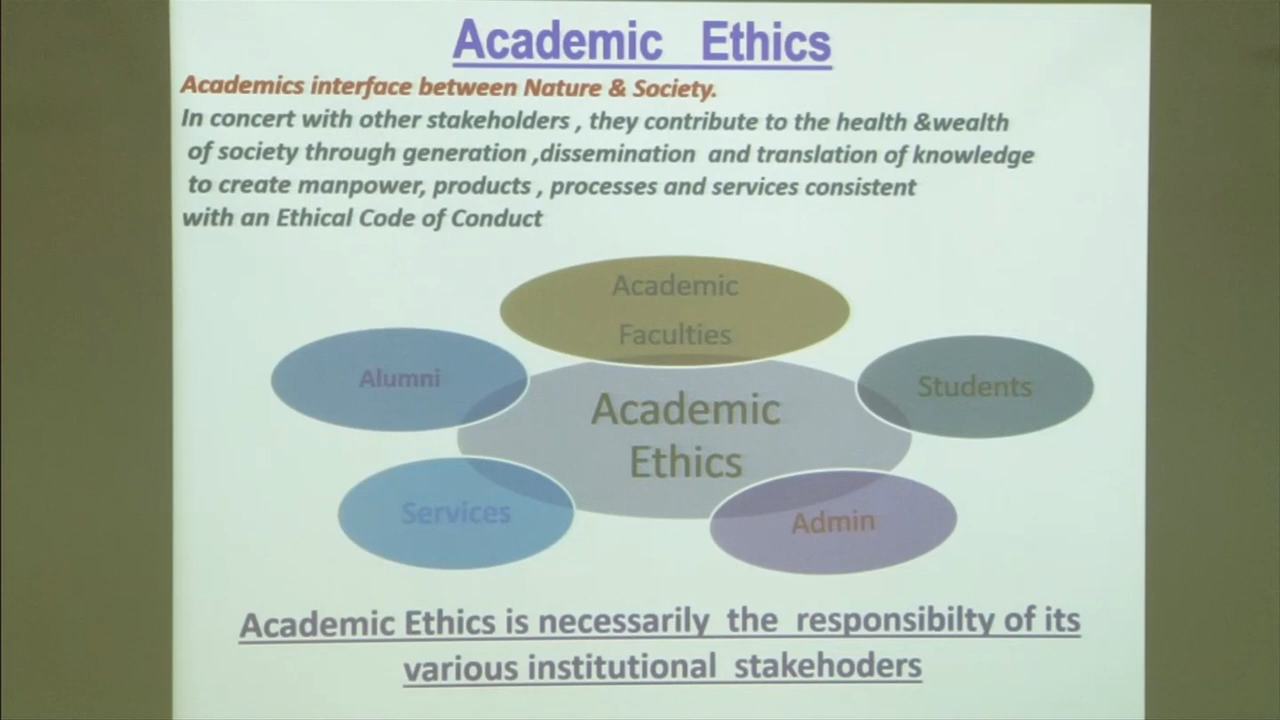 Academic Ethics
Academics interface between Nature & Society.
In concert with other stakeholders , they contribute to the health &wealth
of society through generation ,dissemination and translation of knowledge
to create manpower, products , processes and services consistent
with an Ethical Code of Conduct
Academic
Faculties
Alumni
Students
Academic
Ethics
Services
Admin
Academic Ethics is necessarily the responsibilty of its
various institutional stakehoders